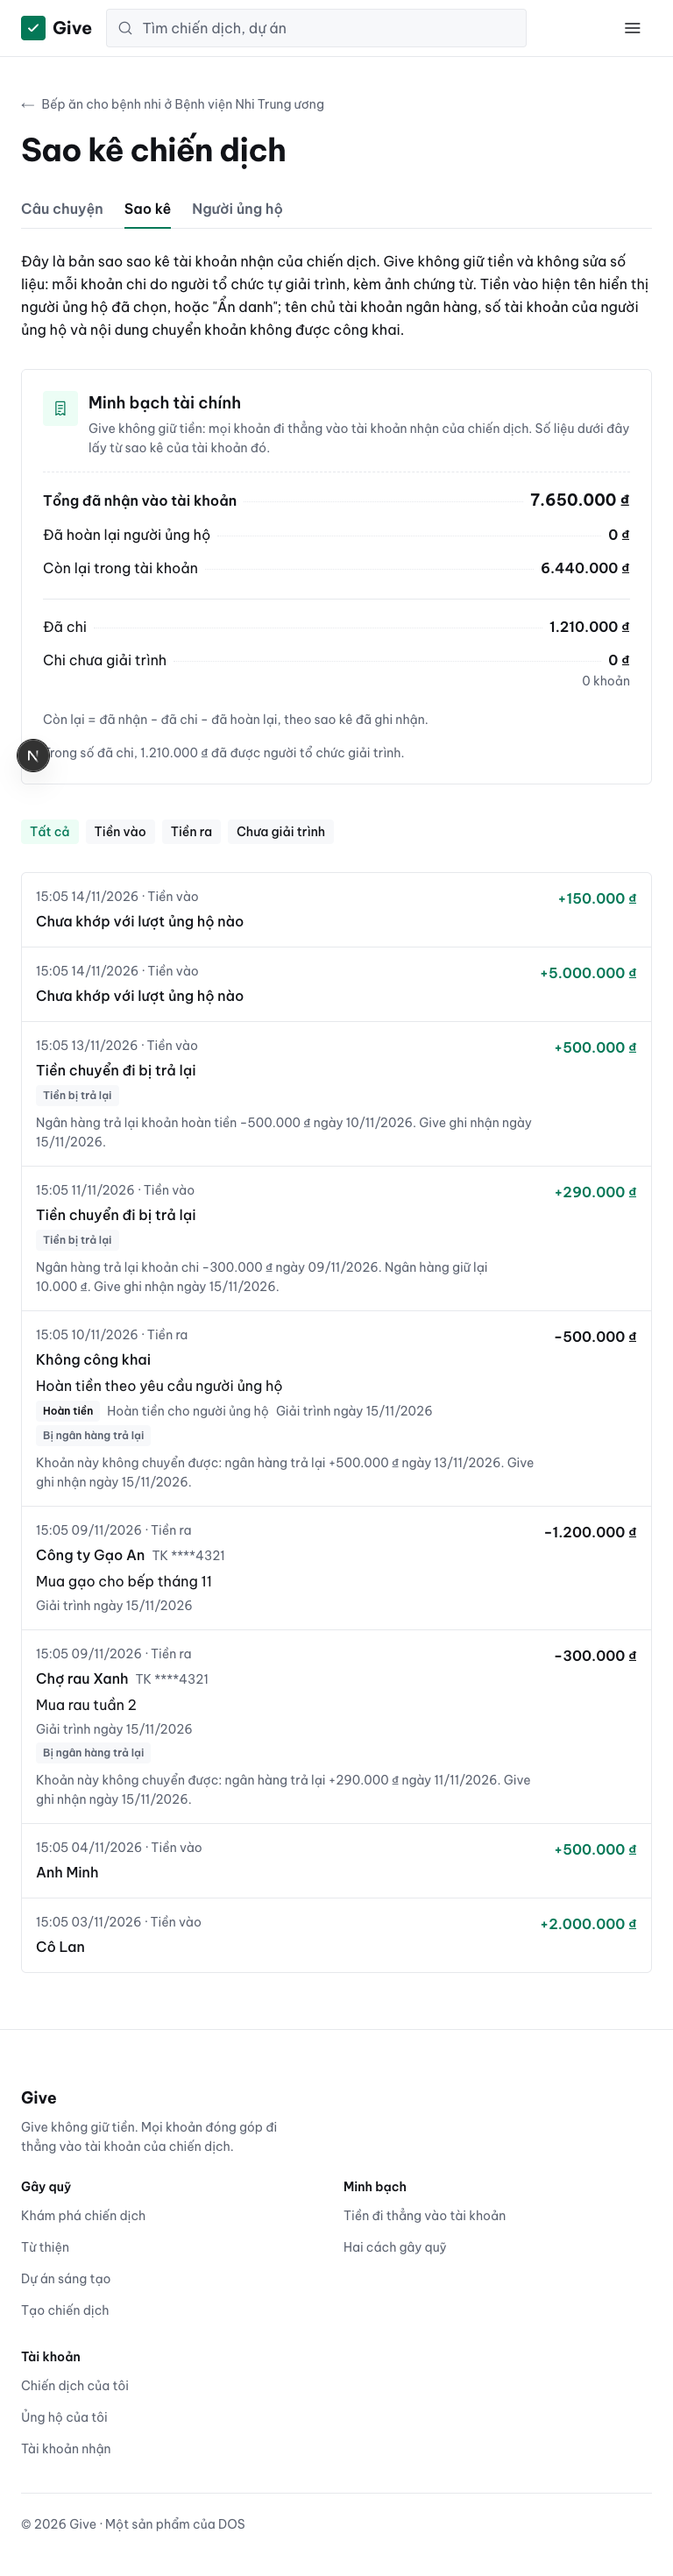 Give
Tìm chiến dịch, dự án
← Bếp ăn cho bệnh nhi ở Bệnh viện Nhi Trung ương
Sao kê chiến dịch
Câu chuyện Sao kê Người ủng hộ
Đây là bản sao sao kê tài khoản nhận của chiến dịch. Give không giữ tiền và không sửa số
liệu: mỗi khoản chi do người tổ chức tự giải trình, kèm ảnh chứng từ. Tiền vào hiện tên hiển thị
người ủng hộ đã chọn, hoặc "Ẩn danh"; tên chủ tài khoản ngân hàng, số tài khoản của người
ủng hộ và nội dung chuyển khoản không được công khai.
Minh bạch tài chính
Give không giữ tiền: mọi khoản đi thẳng vào tài khoản nhận của chiến dịch. Số liệu dưới đây
lấy từ sao kê của tài khoản đó.
Tổng đã nhận vào tài khoản 7.650.000 ₫
Đã hoàn lại người ủng hộ 0 ₫
Còn lại trong tài khoản 6.440.000 ₫
Đã chi 1.210.000 ₫
Chi chưa giải trình 0 ₫
0 khoản
Còn lại = đã nhận − đã chi − đã hoàn lại, theo sao kê đã ghi nhận.
rong số đã chi, 1.210.000 ₫ đã được người tổ chức giải trình.
N
Tất cả Tiền vào Tiền ra Chưa giải trình
15:05 14/11/2026 · Tiền vào +150.000 ₫
Chưa khớp với lượt ủng hộ nào
15:05 14/11/2026 · Tiền vào +5.000.000 ₫
Chưa khớp với lượt ủng hộ nào
15:05 13/11/2026 · Tiền vào +500.000 ₫
Tiền chuyển đi bị trả lại
Tiền bị trả lại
Ngân hàng trả lại khoản hoàn tiền −500.000 ₫ ngày 10/11/2026. Give ghi nhận ngày
15/11/2026.
15:05 11/11/2026 · Tiền vào +290.000 ₫
Tiền chuyển đi bị trả lại
Tiền bị trả lại
Ngân hàng trả lại khoản chi −300.000 ₫ ngày 09/11/2026. Ngân hàng giữ lại
10.000 ₫. Give ghi nhận ngày 15/11/2026.
15:05 10/11/2026 · Tiền ra −500.000 ₫
Không công khai
Hoàn tiền theo yêu cầu người ủng hộ
Hoàn tiền Hoàn tiền cho người ủng hộ Giải trình ngày 15/11/2026
Bị ngân hàng trả lại
Khoản này không chuyển được: ngân hàng trả lại +500.000 ₫ ngày 13/11/2026. Give
ghi nhận ngày 15/11/2026.
15:05 09/11/2026 · Tiền ra −1.200.000 ₫
Công ty Gạo An TK ****4321
Mua gạo cho bếp tháng 11
Giải trình ngày 15/11/2026
15:05 09/11/2026 · Tiền ra −300.000 ₫
Chợ rau Xanh TK ****4321
Mua rau tuần 2
Giải trình ngày 15/11/2026
Bị ngân hàng trả lại
Khoản này không chuyển được: ngân hàng trả lại +290.000 ₫ ngày 11/11/2026. Give
ghi nhận ngày 15/11/2026.
15:05 04/11/2026 · Tiền vào +500.000 ₫
Anh Minh
15:05 03/11/2026 · Tiền vào +2.000.000 ₫
Cô Lan
Give
Give không giữ tiền. Mọi khoản đóng góp đi
thẳng vào tài khoản của chiến dịch.
Gây quỹ
Khám phá chiến dịch
Từ thiện
Dự án sáng tạo
Tạo chiến dịch
Minh bạch
Tiền đi thẳng vào tài khoản
Hai cách gây quỹ
Tài khoản
Chiến dịch của tôi
Ủng hộ của tôi
Tài khoản nhận
© 2026 Give · Một sản phẩm của DOS